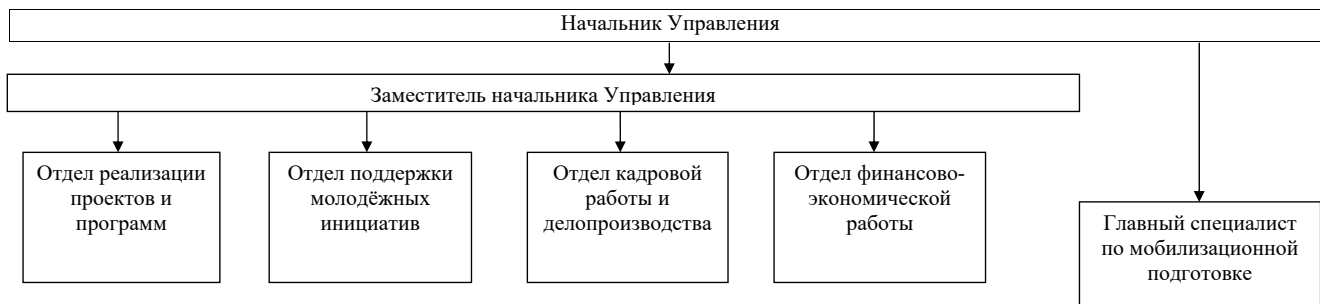 Начальник Управления
Заместитель начальника Управления
Отдел реализации
проектов и
программ
Отдел поддержки
молодёжных
инициатив
Отдел кадровой
работы и
делопроизводства
Отдел финансово-
экономической
работы
Главный специалист
по мобилизационной
подготовке